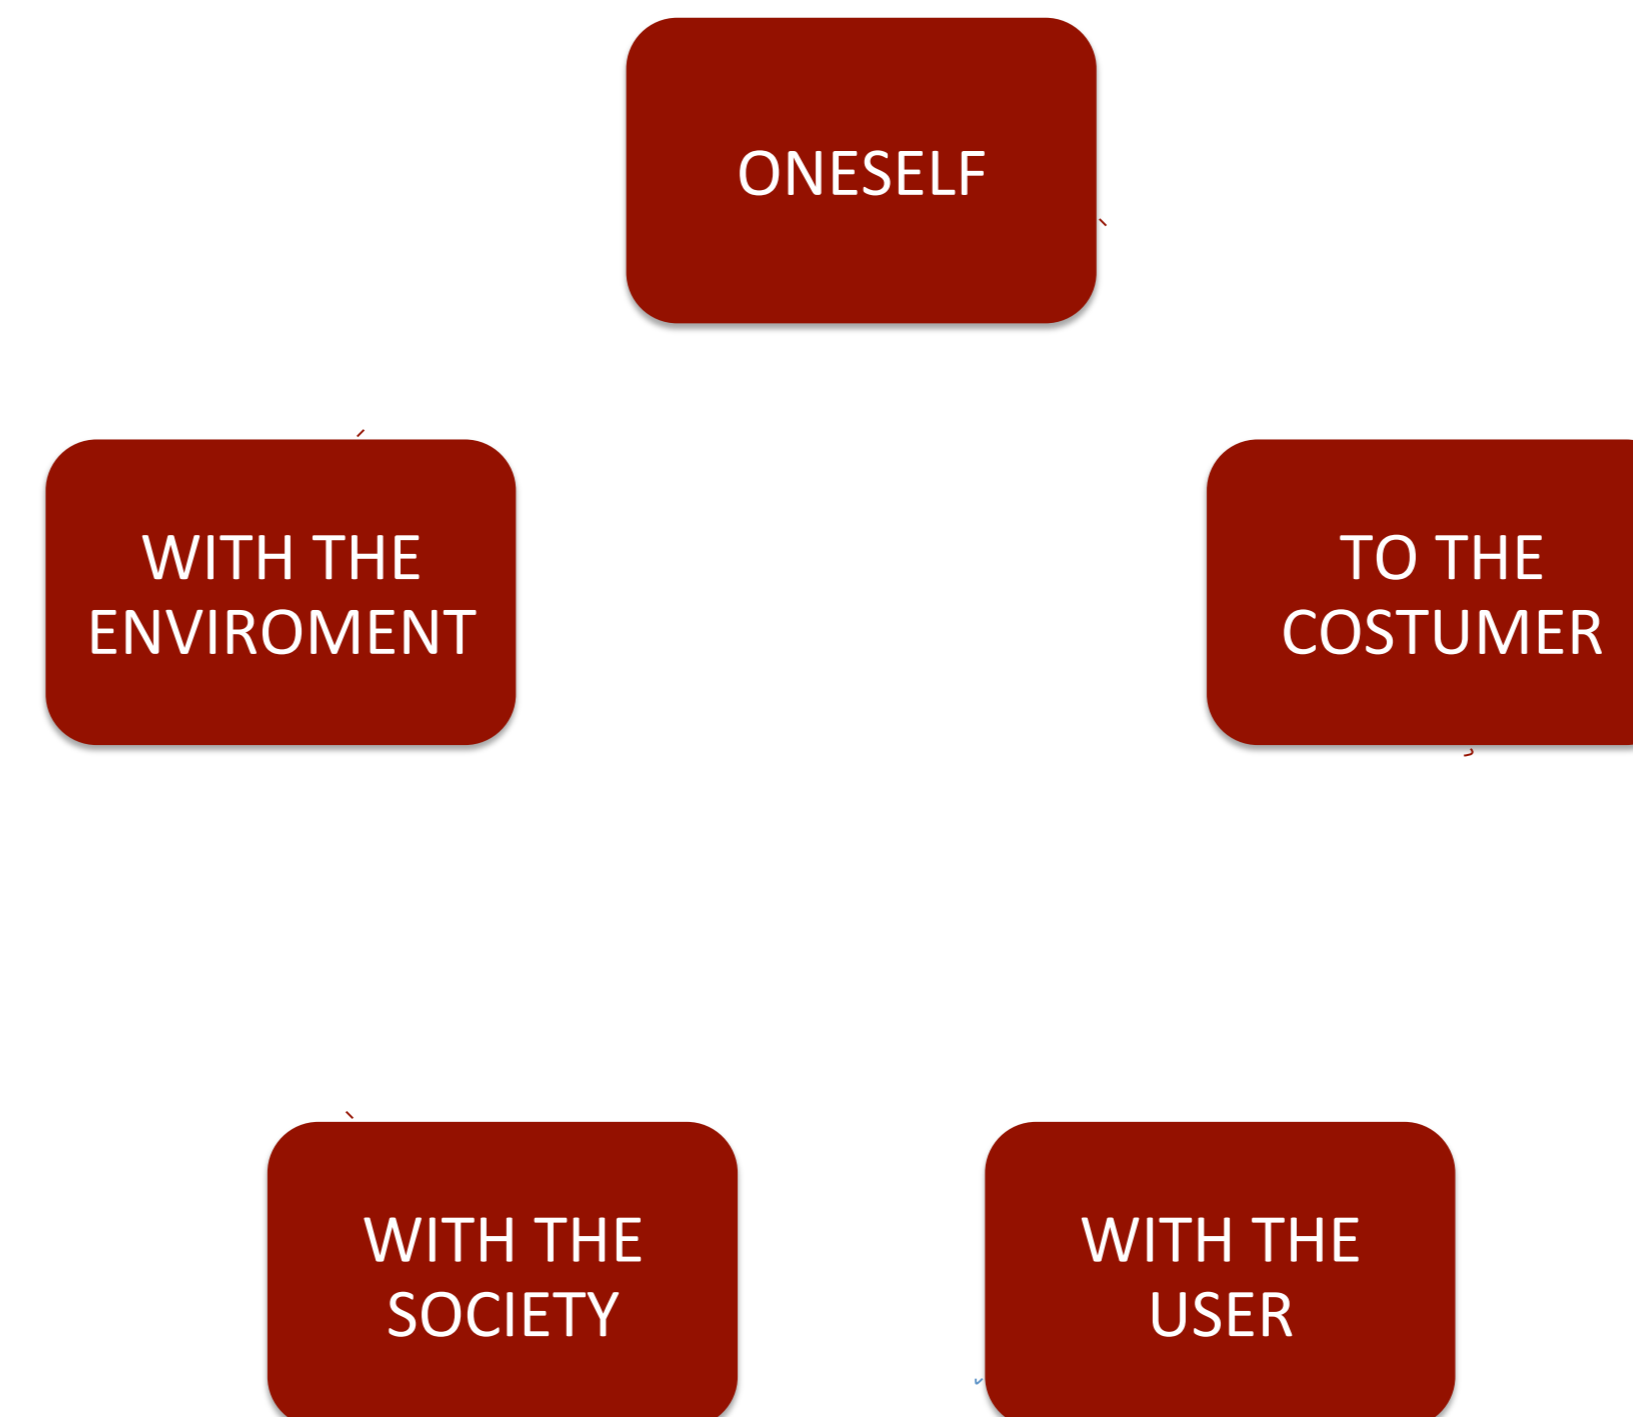 ONESELF
WITH THE
ENVIROMENT
TO THE
COSTUMER
WITH THE
SOCIETY
WITH THE
USER